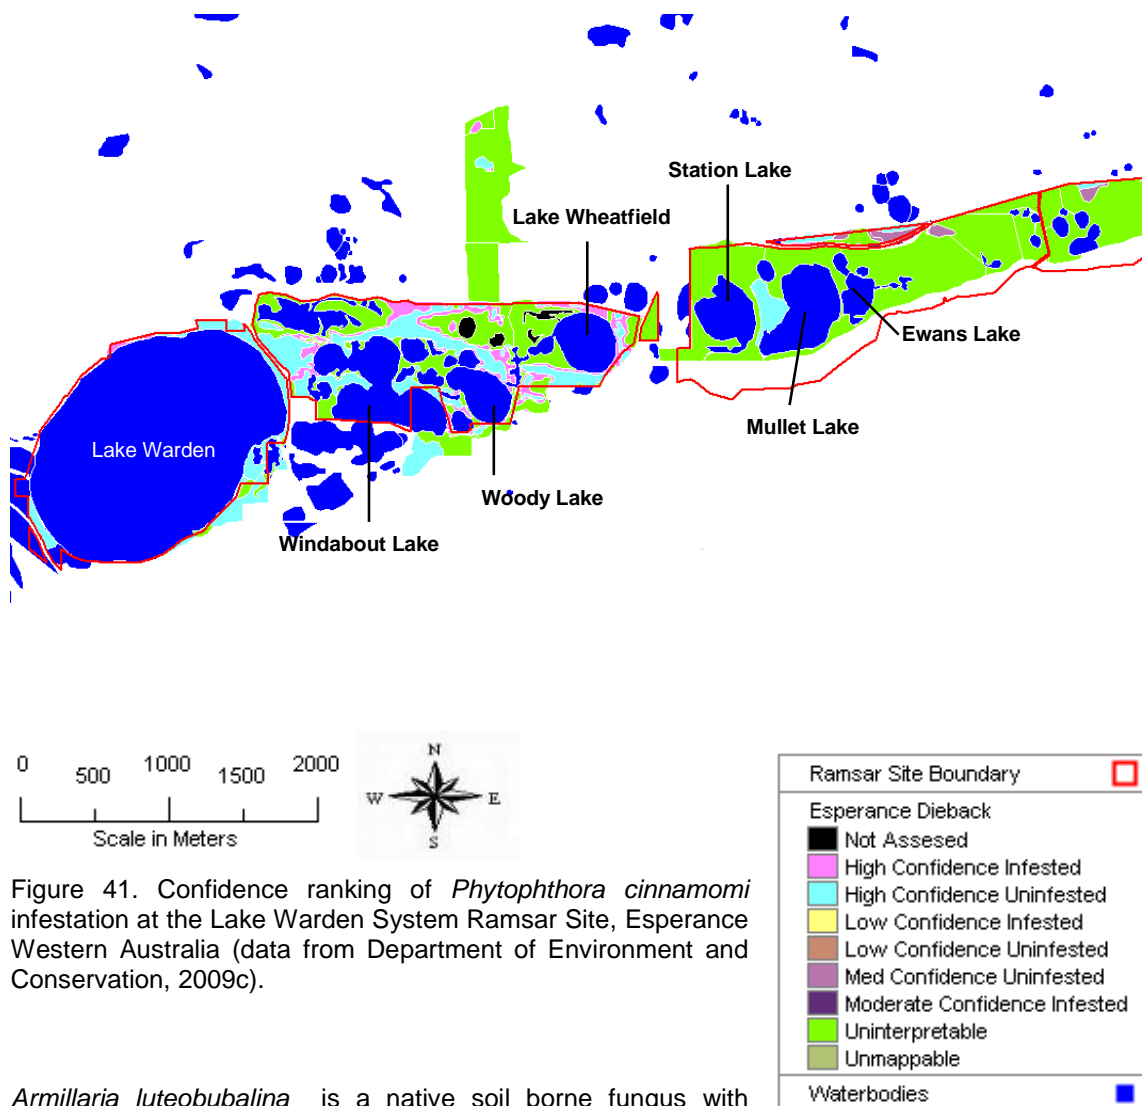 Station Lake
Lake Wheatfield
Ewans Lake
Mullet Lake
Lake Warden
Woody Lake
Windabout Lake
0 500 1000 1500 2000
Scale in Meters
N
W E
S
Ramsar Site Boundary
Esperance Dieback
Not Assesed
High Confidence Infested
High Confidence Uninfested
Low Confidence Infested
Low Confidence Uninfested
Med Confidence Uninfested
Moderate Confidence Infested
Uninterpretable
Unmappable
Waterbodies
Figure 41. Confidence ranking of Phytophthora cinnamomi
infestation at the Lake Warden System Ramsar Site, Esperance
Western Australia (data from Department of Environment and
Conservation, 2009c).
Armillaria luteobubalina is a native soil borne fungus with